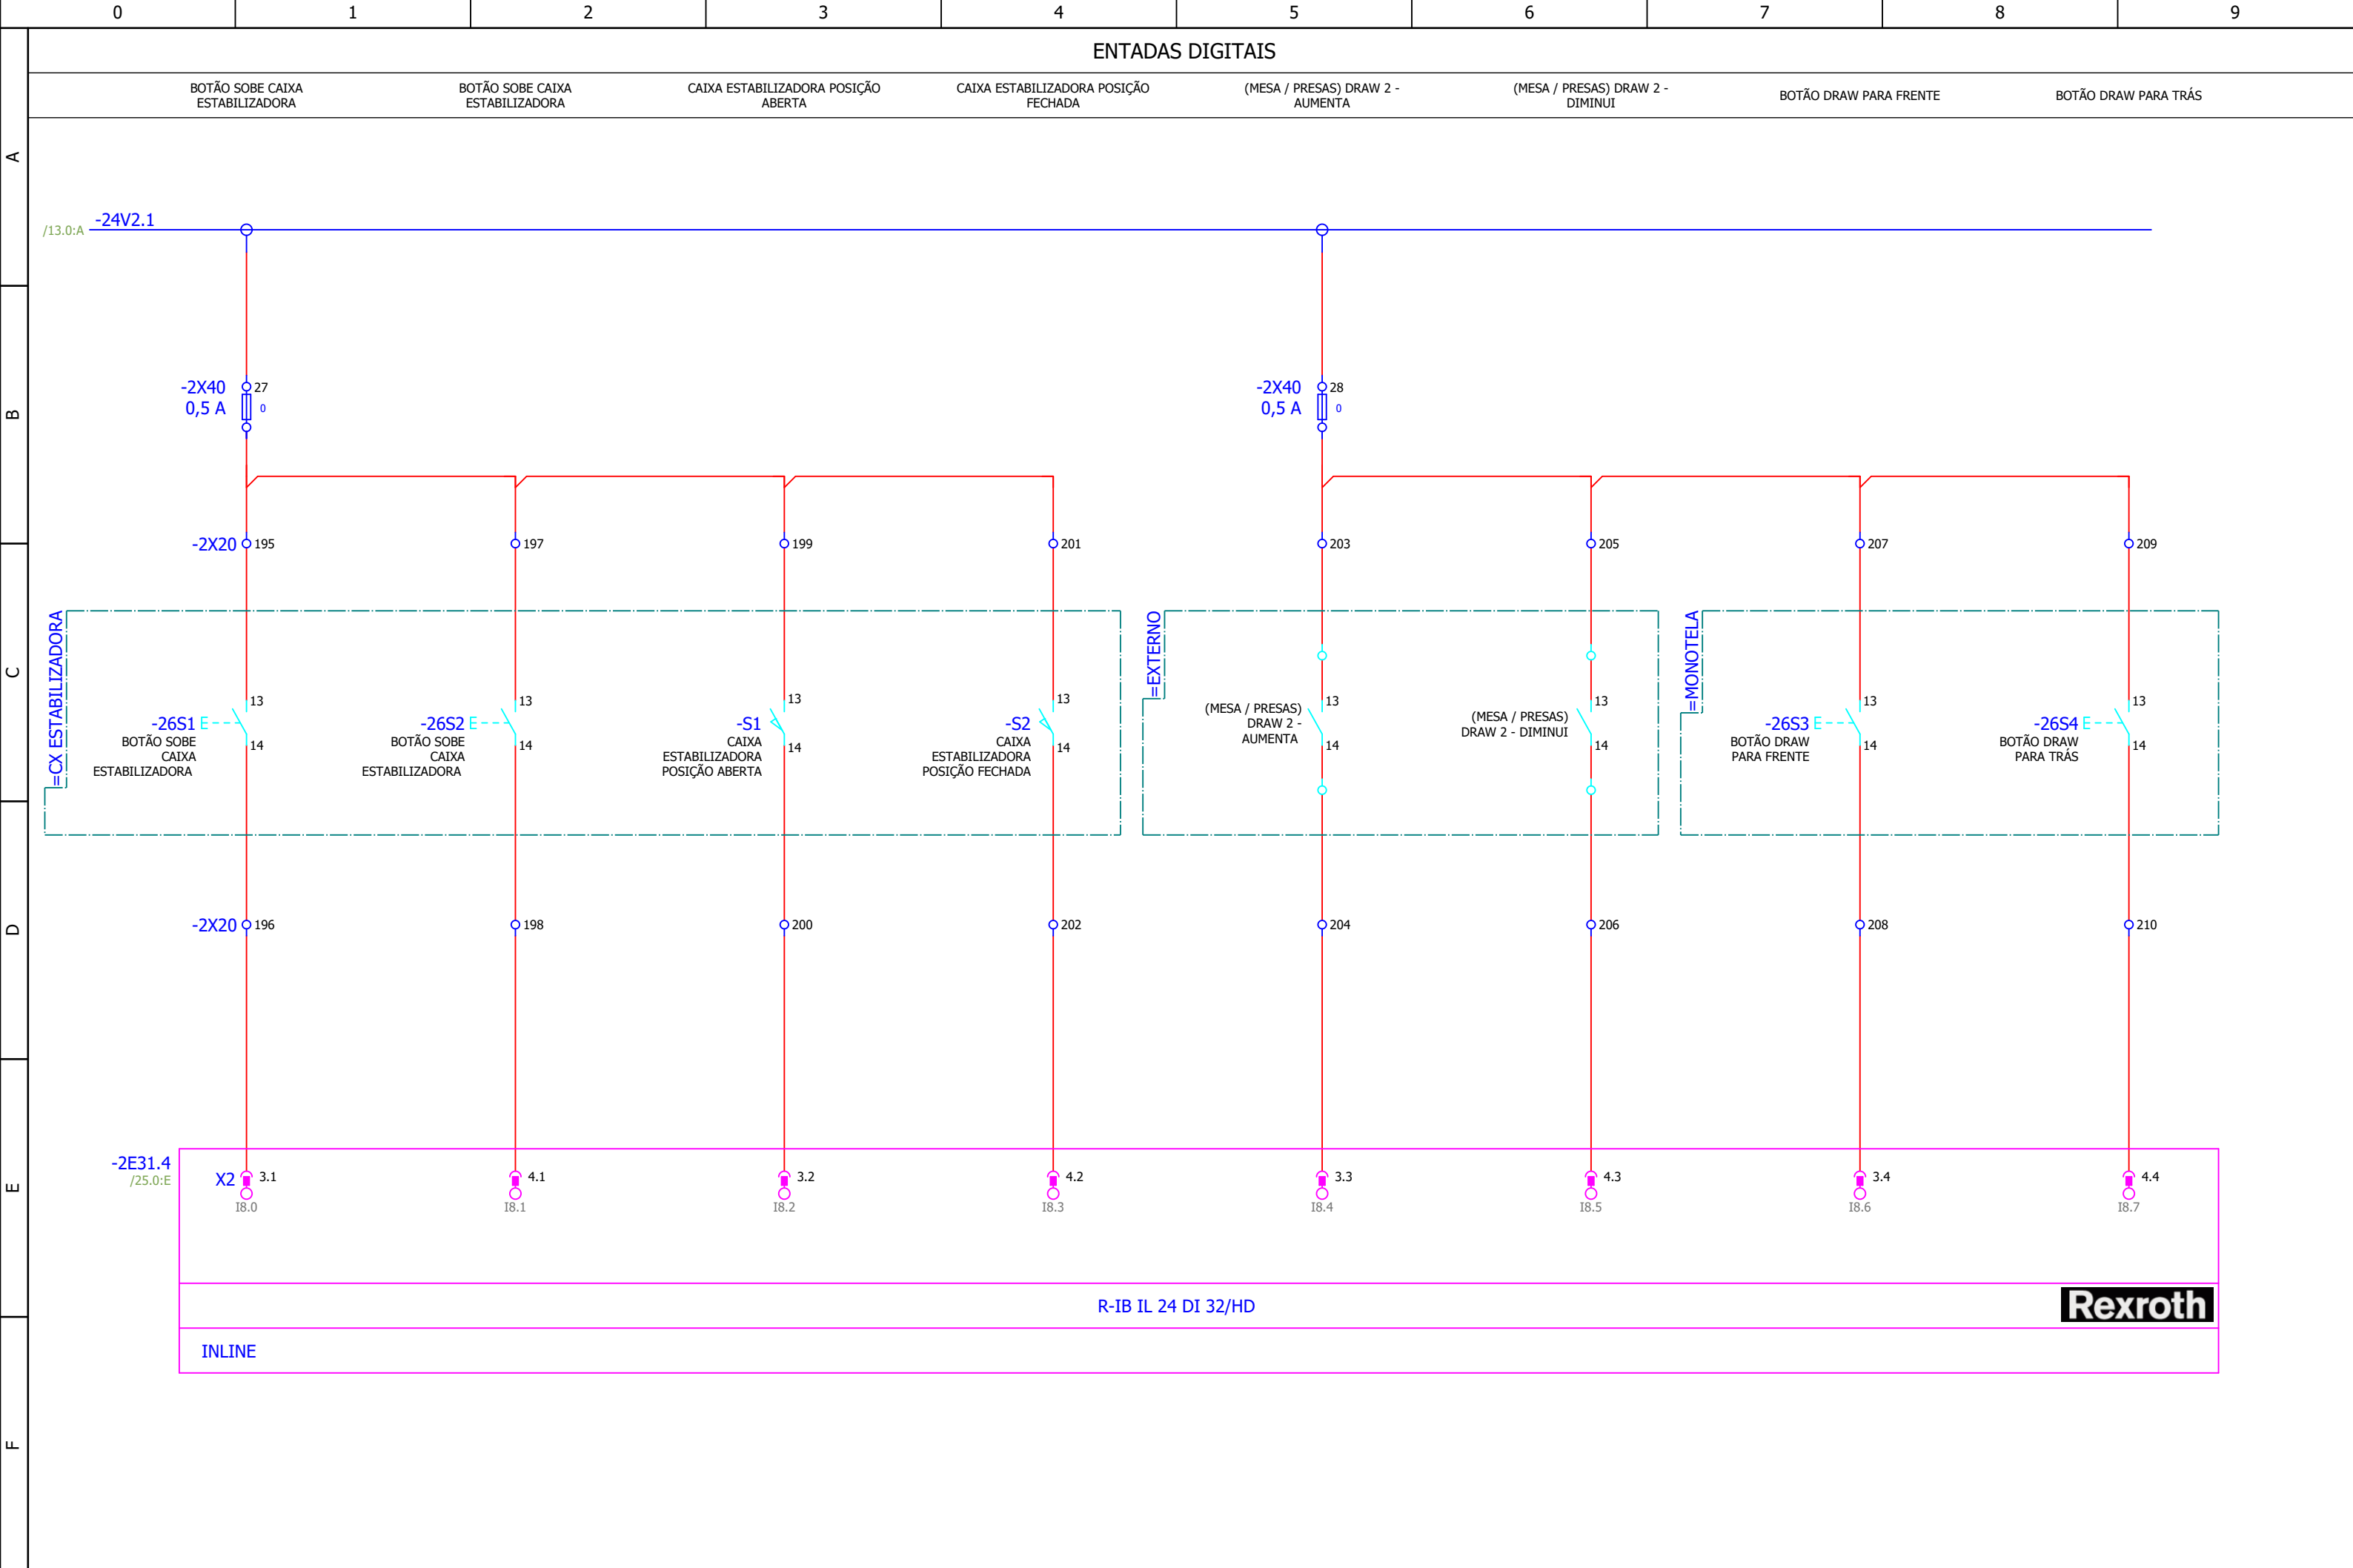 0 1 2 3 4 5 6 7 8 9
ENTADAS DIGITAIS
BOTÃO SOBE CAIXA
ESTABILIZADORA
BOTÃO SOBE CAIXA
ESTABILIZADORA
CAIXA ESTABILIZADORA POSIÇÃO
ABERTA
CAIXA ESTABILIZADORA POSIÇÃO
FECHADA
(MESA / PRESAS) DRAW 2 -
AUMENTA
(MESA / PRESAS) DRAW 2 -
DIMINUI
BOTÃO DRAW PARA FRENTE
BOTÃO DRAW PARA TRÁS
A
-24V2.1
/13.0:A
B
-2X40 27
0,5 A 0
-2X40 28
0,5 A 0
-2X20 195 197 199 201 203 205 207 209
C
=CX ESTABILIZADORA
=EXTERNO
=MONOTELA
13
-26S1
14
BOTÃO SOBE
CAIXA
ESTABILIZADORA
13
-26S2
14
BOTÃO SOBE
CAIXA
ESTABILIZADORA
13
-S1
14
CAIXA
ESTABILIZADORA
POSIÇÃO ABERTA
13
-S2
14
CAIXA
ESTABILIZADORA
POSIÇÃO FECHADA
13
(MESA / PRESAS)
DRAW 2 -
AUMENTA
14
13
(MESA / PRESAS)
DRAW 2 - DIMINUI
14
13
-26S3
14
BOTÃO DRAW
PARA FRENTE
13
-26S4
14
BOTÃO DRAW
PARA TRÁS
D
-2X20 196 198 200 202 204 206 208 210
E
-2E31.4
/25.0:E
X2 3.1 4.1 3.2 4.2 3.3 4.3 3.4 4.4
I8.0 I8.1 I8.2 I8.3 I8.4 I8.5 I8.6 I8.7
R-IB IL 24 DI 32/HD
Rexroth
INLINE
F